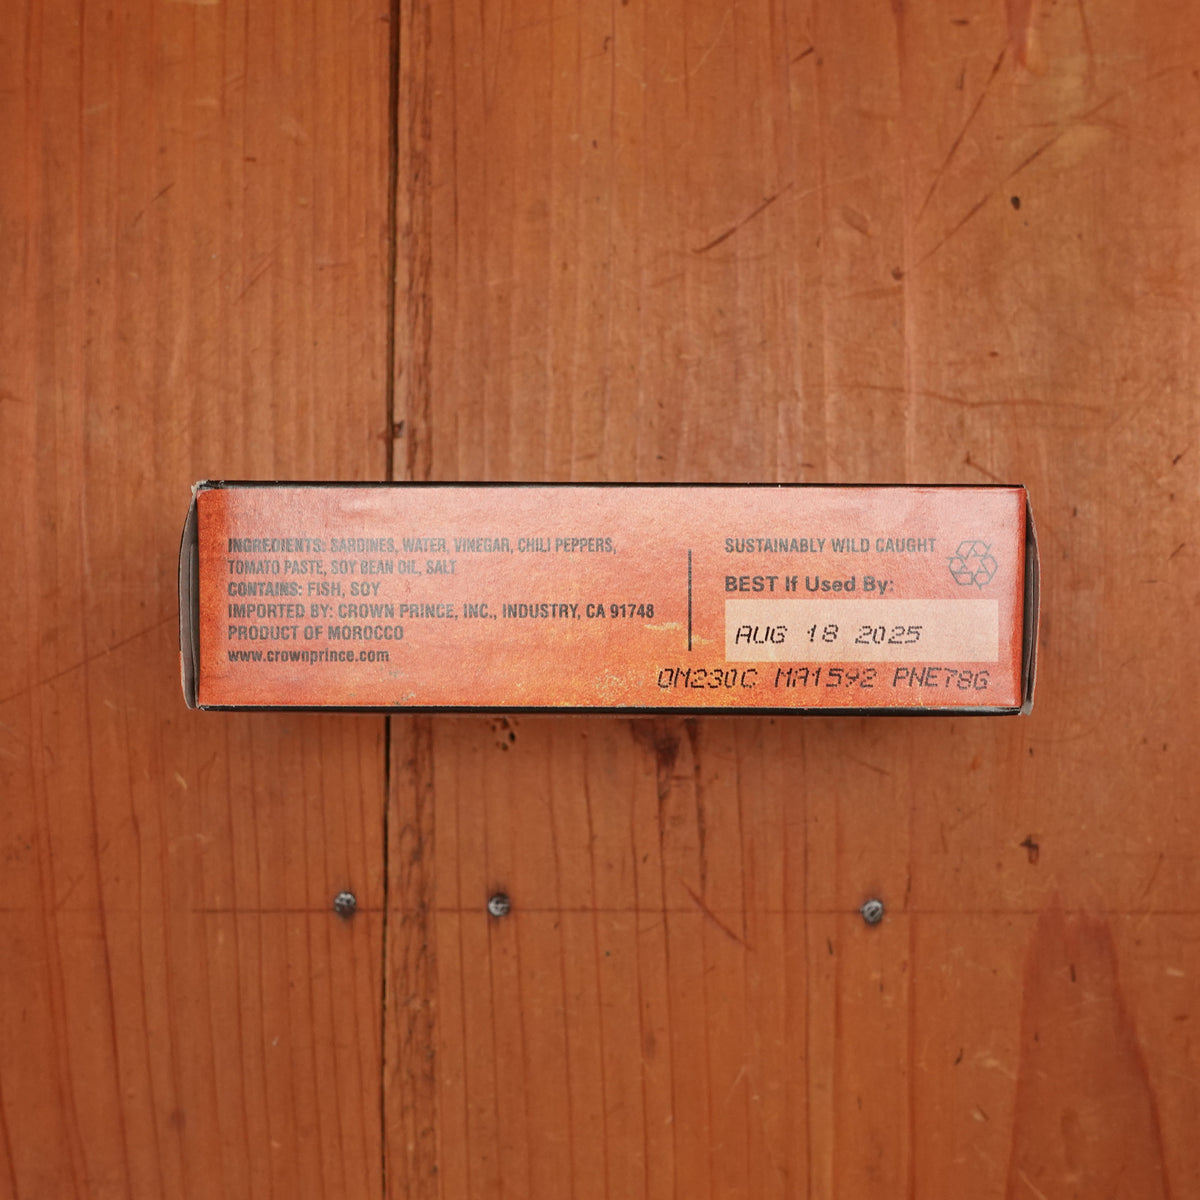 INGREDIENTS: SARDINES, WATER, VINEGAR, CHILI PEPPERS,
TOMATO PASTE, SOY BEAN OIL, SALT
CONTAINS: FISH, SOY
IMPORTED BY: CROWN PRINCE, INC., INDUSTRY, CA 91748
PRODUCT OF MOROCCO
www.crownprince.com
SUSTAINABLY WILD CAUGHT
BEST If Used By:
AUG 18 2025
0M230C MA1592 PNE78G